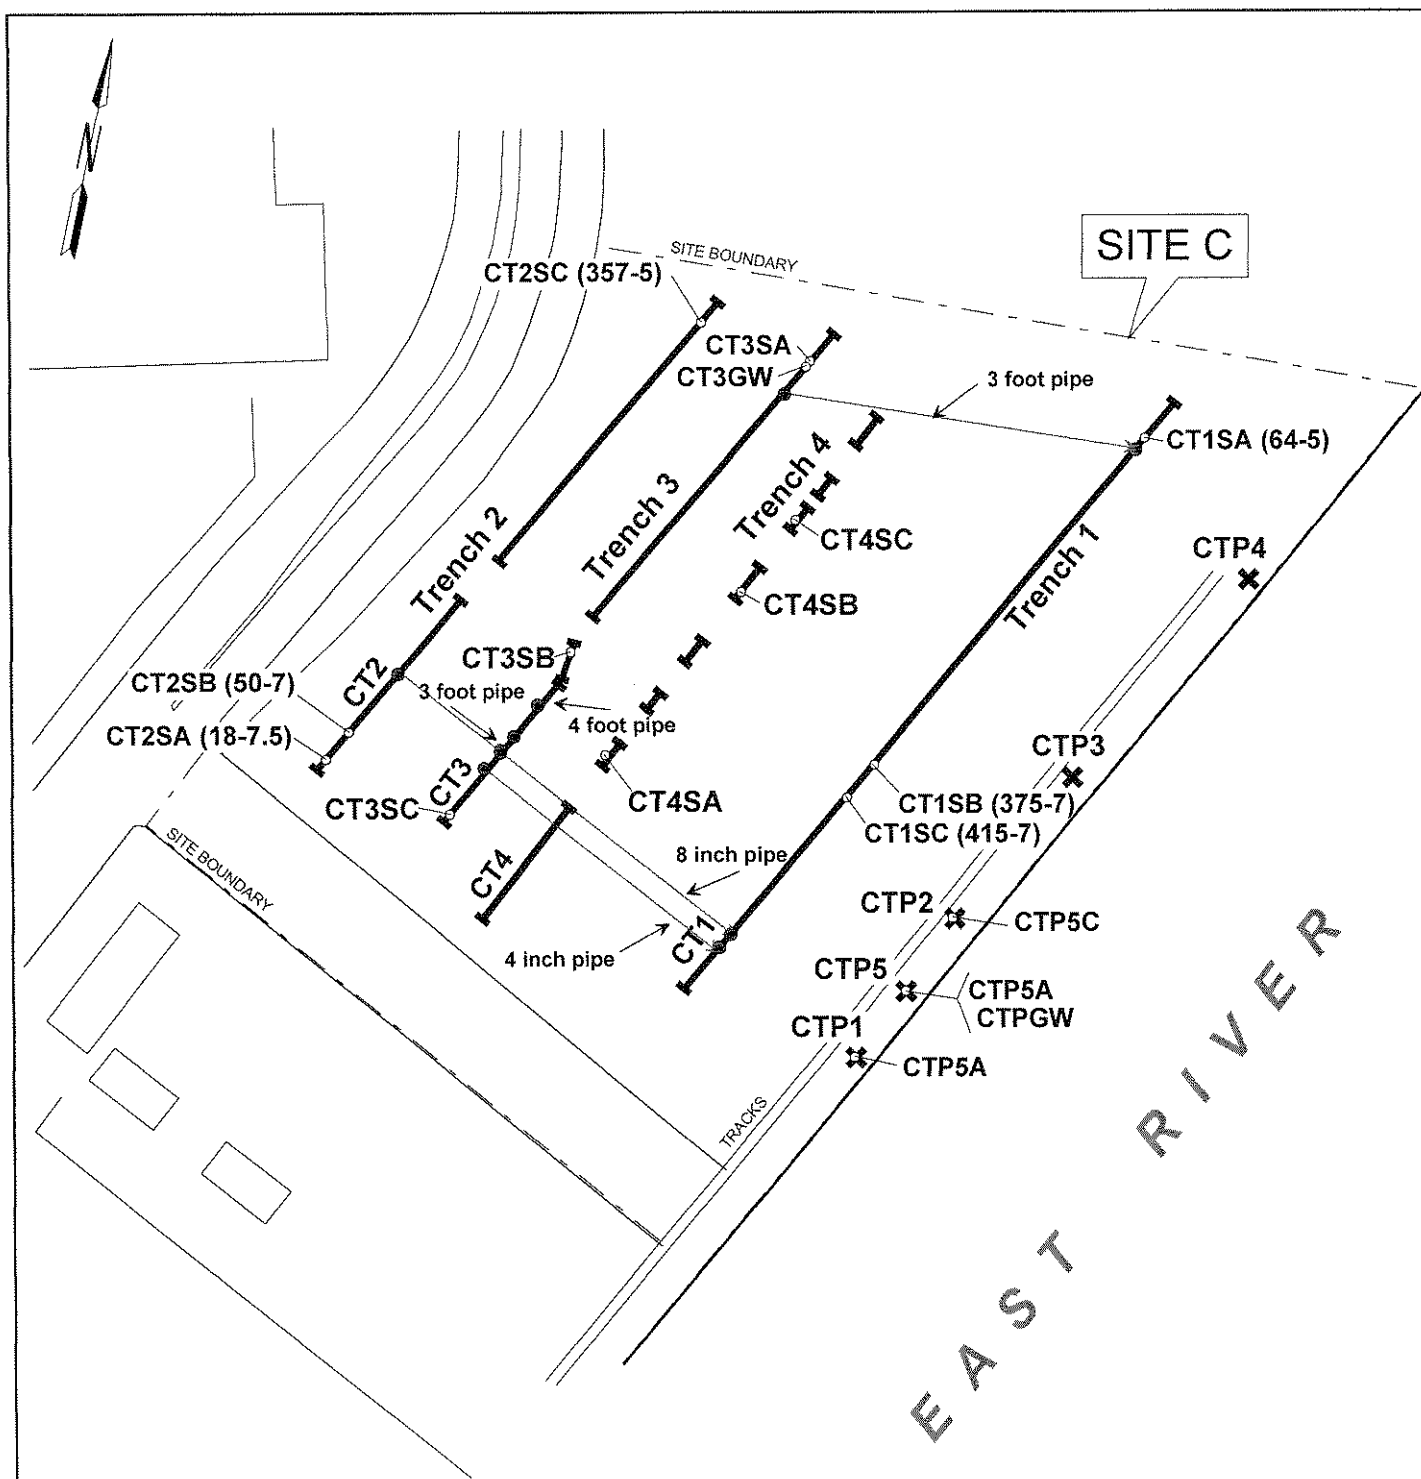 N
SITE C
SITE BOUNDARY
CT2SC (357-5)
CT3SA
CT3GW
3 foot pipe
CT1SA (64-5)
Trench 4
Trench 3
Trench 2
Trench 1
CT4SC
CTP4
CT4SB
CT3SB
CT2
CT2SB (50-7)
3 foot pipe
4 foot pipe
CT2SA (18-7.5)
CTP3
CT3
CT4SA
CT1SB (375-7)
CT3SC
CT1SC (415-7)
SITE BOUNDARY
CT4
8 inch pipe
CTP2
CTP5C
CT1
4 inch pipe
CTP5
CTP5A
CTPGW
CTP1
CTP5A
TRACKS
EAST RIVER